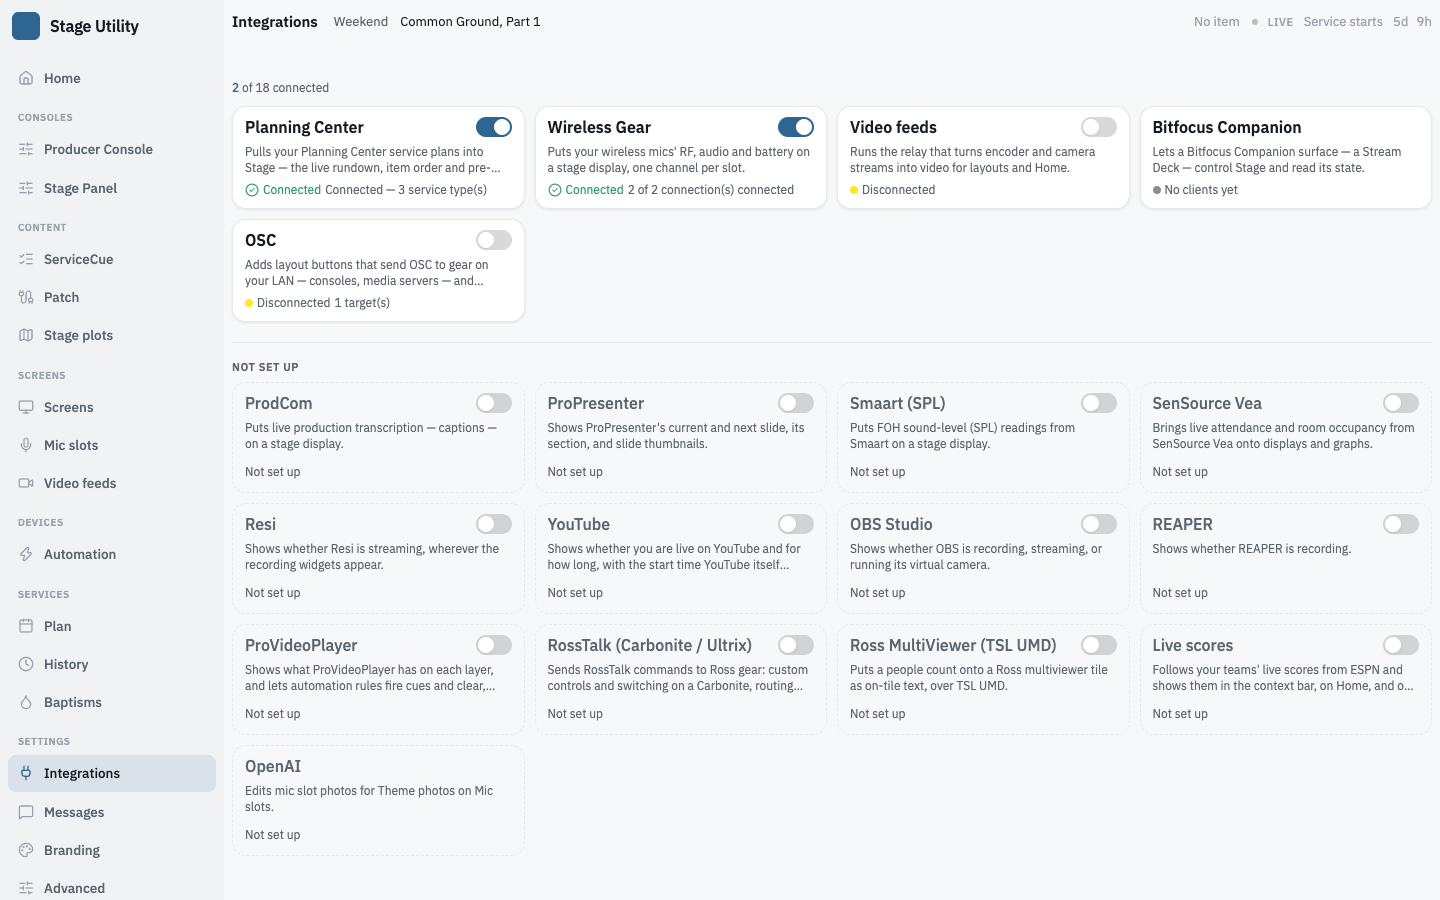 Stage Utility
Home
CONSOLES
Producer Console
Stage Panel
CONTENT
ServiceCue
Patch
Stage plots
SCREENS
Screens
Mic slots
Video feeds
DEVICES
Automation
SERVICES
Plan
History
Baptisms
SETTINGS
Integrations
Messages
Branding
Advanced
Integrations Weekend Common Ground, Part 1
No item LIVE Service starts 5d 9h
2 of 18 connected
Planning Center
Pulls your Planning Center service plans into
Stage — the live rundown, item order and pre-…
Connected Connected — 3 service type(s)
Wireless Gear
Puts your wireless mics' RF, audio and battery on
a stage display, one channel per slot.
Connected 2 of 2 connection(s) connected
Video feeds
Runs the relay that turns encoder and camera
streams into video for layouts and Home.
Disconnected
Bitfocus Companion
Lets a Bitfocus Companion surface — a Stream
Deck — control Stage and read its state.
No clients yet
OSC
Adds layout buttons that send OSC to gear on
your LAN — consoles, media servers — and…
Disconnected 1 target(s)
NOT SET UP
ProdCom
Puts live production transcription — captions —
on a stage display.
Not set up
ProPresenter
Shows ProPresenter's current and next slide, its
section, and slide thumbnails.
Not set up
Smaart (SPL)
Puts FOH sound-level (SPL) readings from
Smaart on a stage display.
Not set up
SenSource Vea
Brings live attendance and room occupancy from
SenSource Vea onto displays and graphs.
Not set up
Resi
Shows whether Resi is streaming, wherever the
recording widgets appear.
Not set up
YouTube
Shows whether you are live on YouTube and for
how long, with the start time YouTube itself…
Not set up
OBS Studio
Shows whether OBS is recording, streaming, or
running its virtual camera.
Not set up
REAPER
Shows whether REAPER is recording.
Not set up
ProVideoPlayer
Shows what ProVideoPlayer has on each layer,
and lets automation rules fire cues and clear,…
Not set up
RossTalk (Carbonite / Ultrix)
Sends RossTalk commands to Ross gear: custom
controls and switching on a Carbonite, routing…
Not set up
Ross MultiViewer (TSL UMD)
Puts a people count onto a Ross multiviewer tile
as on-tile text, over TSL UMD.
Not set up
Live scores
Follows your teams' live scores from ESPN and
shows them in the context bar, on Home, and o…
Not set up
OpenAI
Edits mic slot photos for Theme photos on Mic
slots.
Not set up